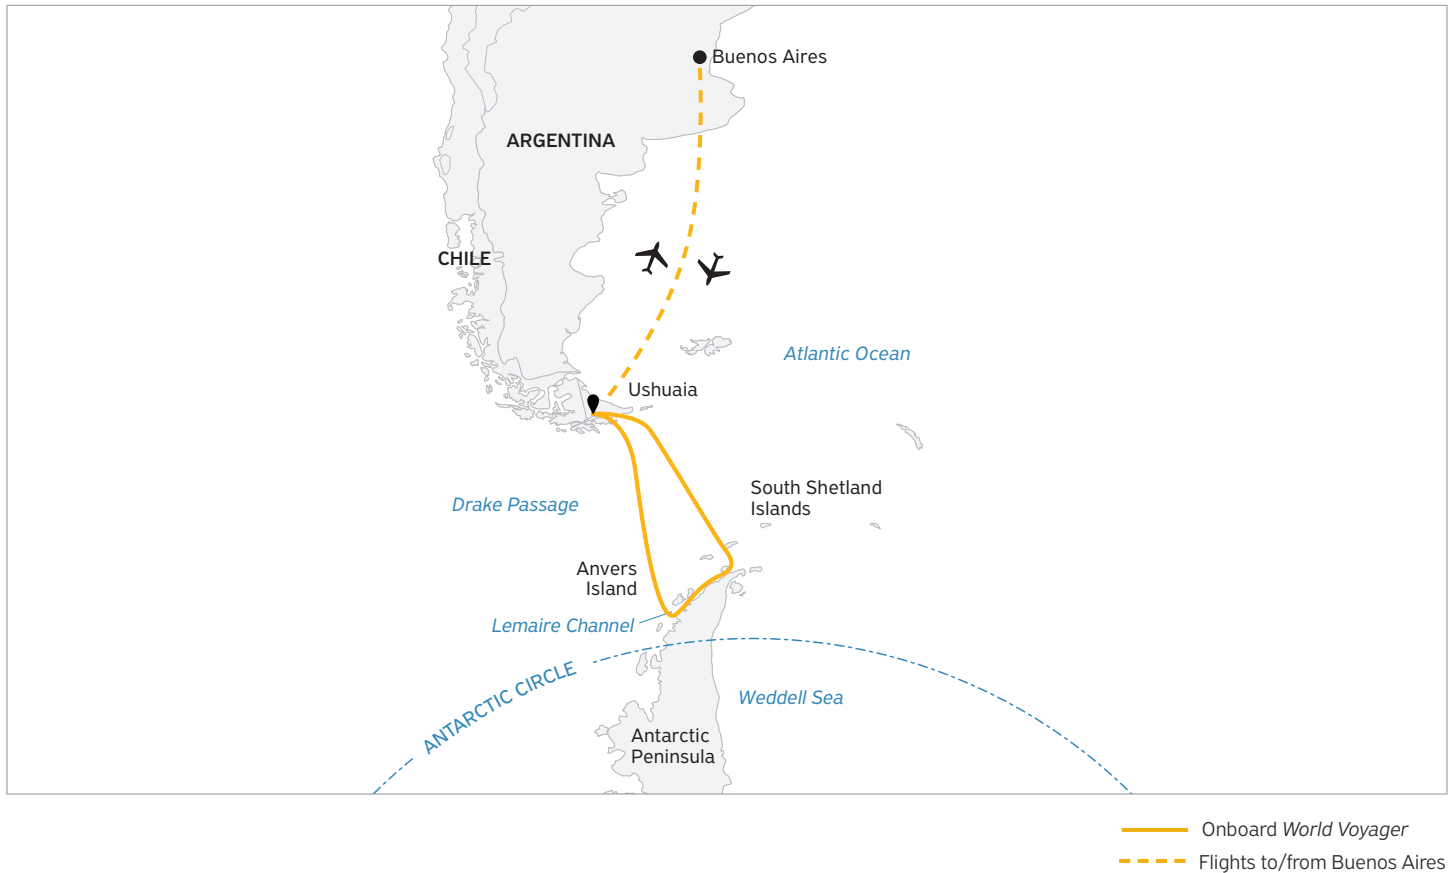 Buenos Aires
ARGENTINA
CHILE
Atlantic Ocean
Ushuaia
South Shetland
Islands
Drake Passage
Anvers
Island
Lemaire Channel
ANTARCTIC CIRCLE
Weddell Sea
Antarctic
Peninsula
Onboard World Voyager
Flights to/from Buenos Aires